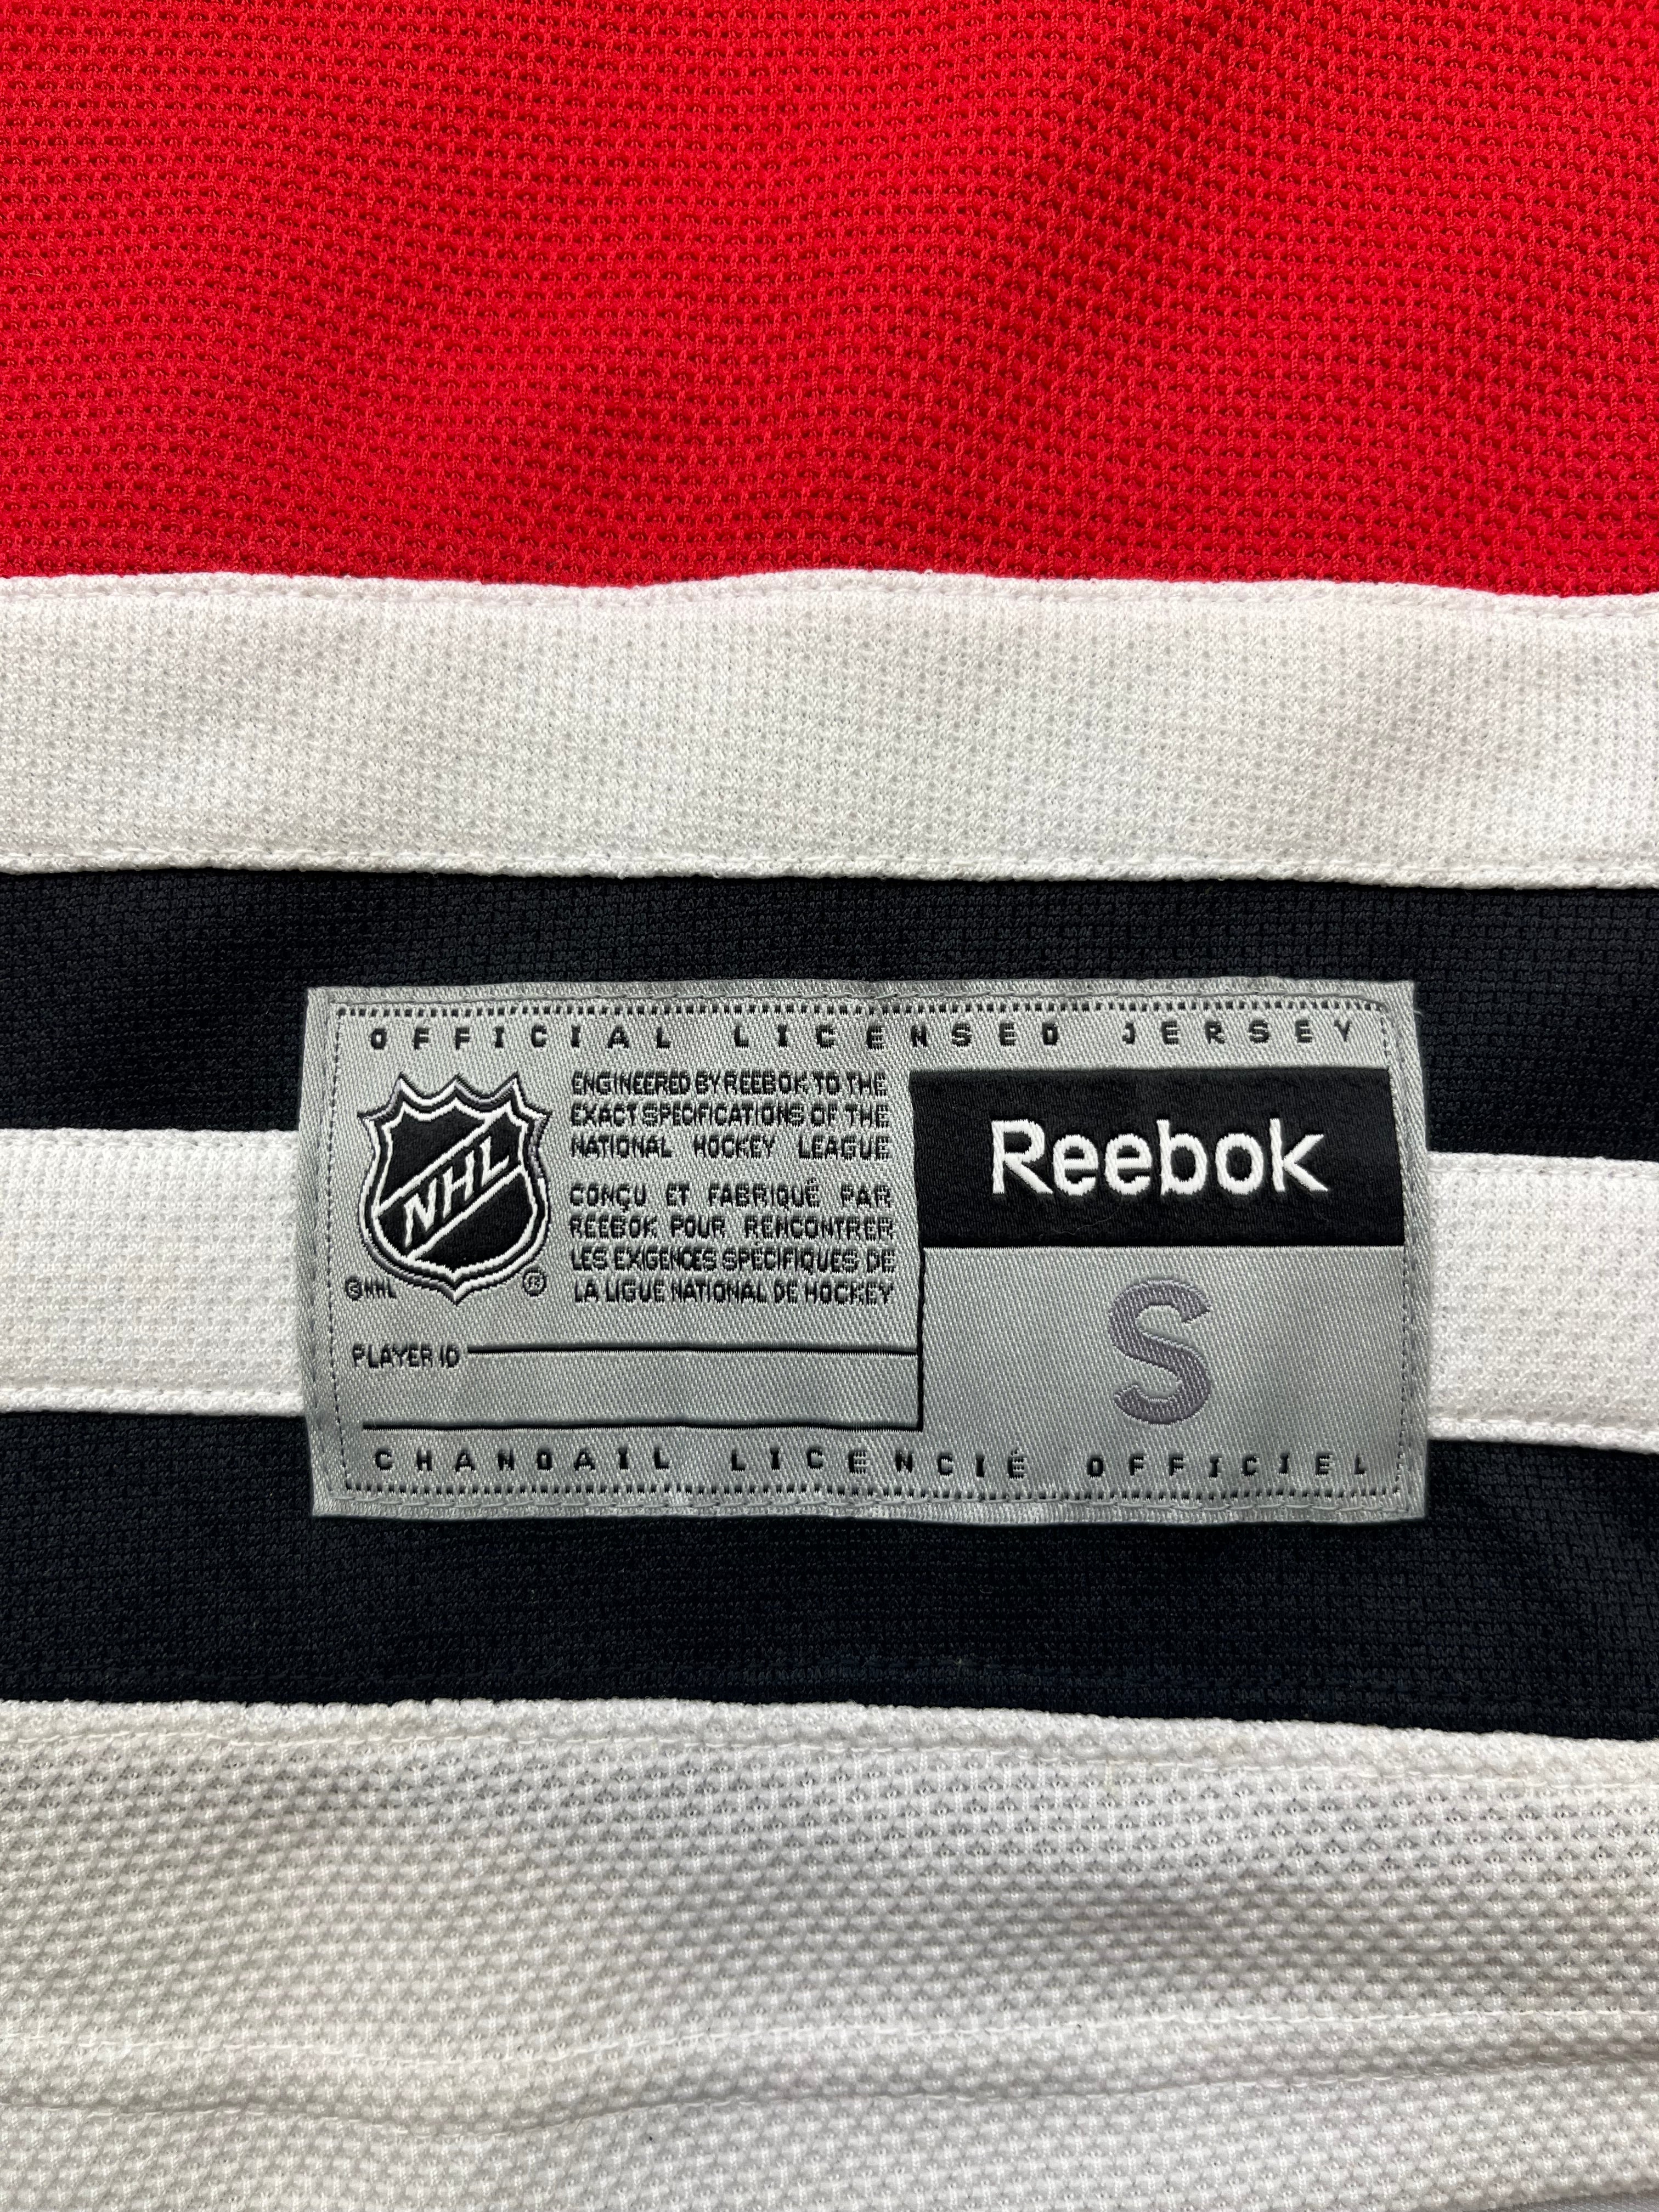 OFFICIAL LICENSED JERSEY
ENGINEERED BY REEBOK TO THE
EXACT SPECIFICATIONS OF THE
NATIONAL HOCKEY LEAGUE
CONÇU ET FABRIQUÉ PAR
REEBOK POUR RENCONTRER
LES EXIGENCES SPÉCIFIQUES DE
LA LIGUE NATIONAL DE HOCKEY
NHL
©NHL
PLAYER ID
Reebok
S
CHANDAIL LICENCIÉ OFFICIEL